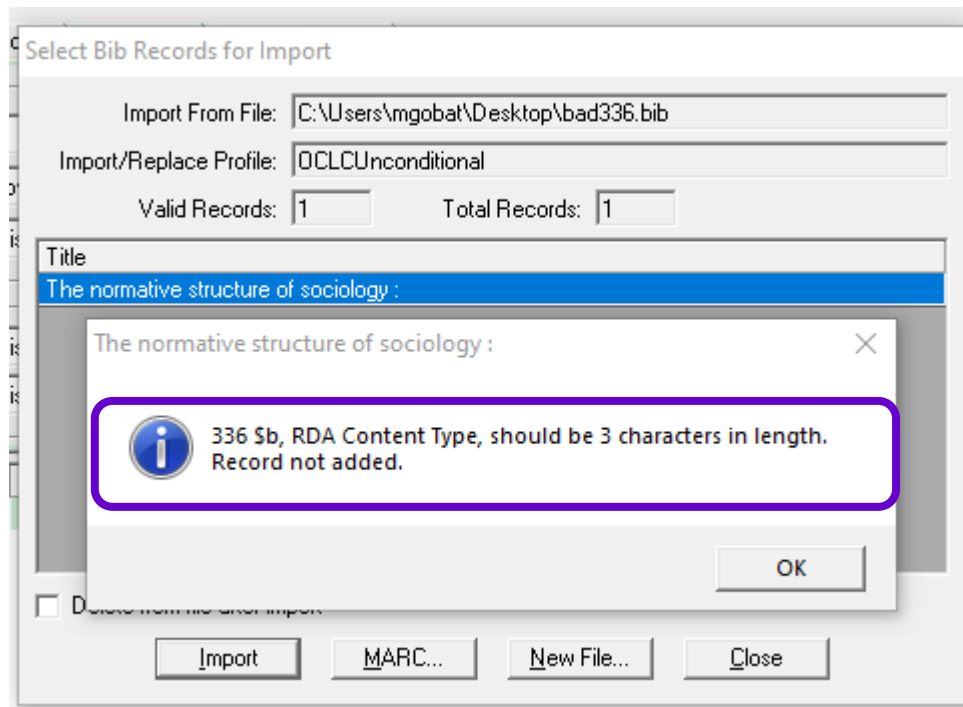 Select Bib Records for Import
Import From File: C:\Users\mgobat\Desktop\bad336.bib
Import/Replace Profile: OCLCUnconditional
Valid Records: 1 Total Records: 1
Title
The normative structure of sociology :
The normative structure of sociology :
336 $b, RDA Content Type, should be 3 characters in length.
Record not added.
OK
Import MARC... New File... Close